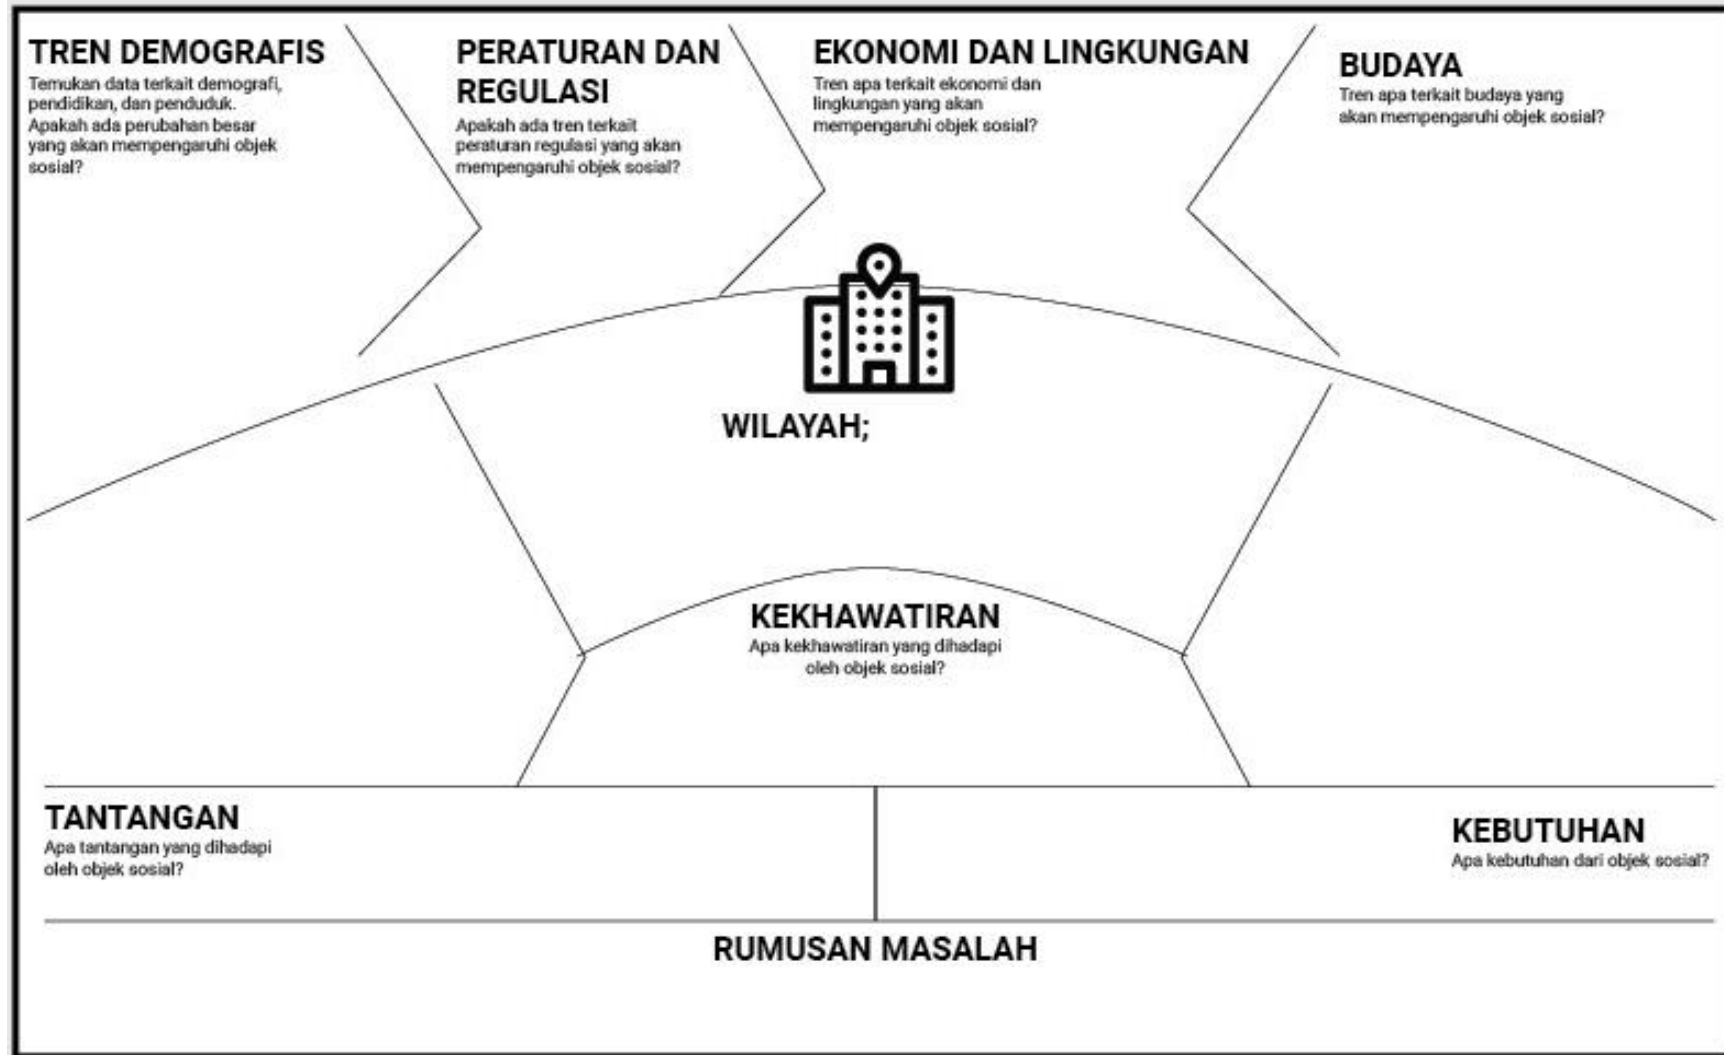 TREN DEMOGRAFIS
Temukan data terkait demografi,
pendidikan, dan penduduk.
Apakah ada perubahan besar
yang akan mempengaruhi objek
sosial?
PERATURAN DAN
REGULASI
Apakah ada tren terkait
peraturan regulasi yang akan
mempengaruhi objek sosial?
EKONOMI DAN LINGKUNGAN
Tren apa terkait ekonomi dan
lingkungan yang akan
mempengaruhi objek sosial?
BUDAYA
Tren apa terkait budaya yang
akan mempengaruhi objek sosial?
WILAYAH;
KEKHAWATIRAN
Apa kekhawatiran yang dihadapi
oleh objek sosial?
TANTANGAN
Apa tantangan yang dihadapi
oleh objek sosial?
KEBUTUHAN
Apa kebutuhan dari objek sosial?
RUMUSAN MASALAH